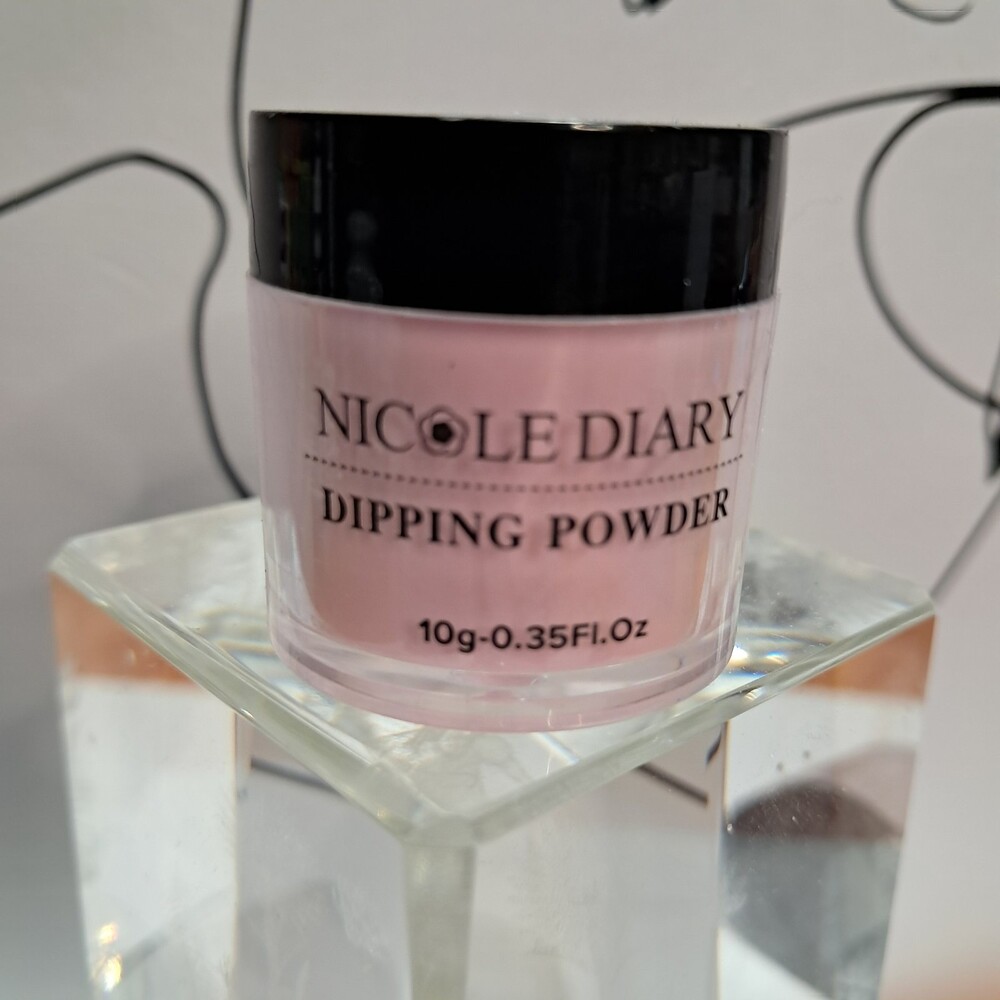 NICOLE DIARY
DIPPING POWDER
10g-0.35Fl.Oz